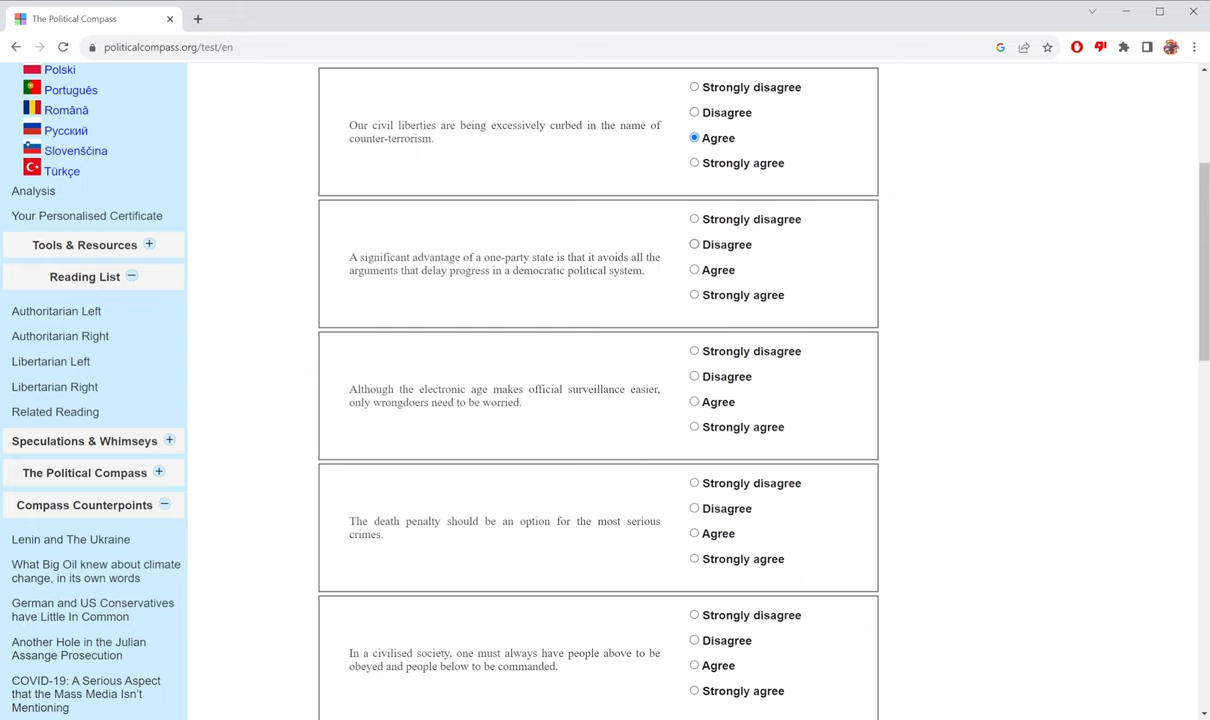 The Political Compass
politicalcompass.org/test/en
Polski
Português
Română
Русский
Slovenščina
Türkçe
Analysis
Your Personalised Certificate
Tools & Resources
Reading List
Authoritarian Left
Authoritarian Right
Libertarian Left
Libertarian Right
Related Reading
Speculations & Whimseys
The Political Compass
Compass Counterpoints
Lenin and The Ukraine
What Big Oil knew about climate
change, in its own words
German and US Conservatives
have Little In Common
Another Hole in the Julian
Assange Prosecution
COVID-19: A Serious Aspect
that the Mass Media Isn't
Mentioning
Our civil liberties are being excessively curbed in the name of
counter-terrorism.
Strongly disagree
Disagree
Agree
Strongly agree
A significant advantage of a one-party state is that it avoids all the
arguments that delay progress in a democratic political system.
Strongly disagree
Disagree
Agree
Strongly agree
Although the electronic age makes official surveillance easier,
only wrongdoers need to be worried.
Strongly disagree
Disagree
Agree
Strongly agree
The death penalty should be an option for the most serious
crimes.
Strongly disagree
Disagree
Agree
Strongly agree
In a civilised society, one must always have people above to be
obeyed and people below to be commanded.
Strongly disagree
Disagree
Agree
Strongly agree